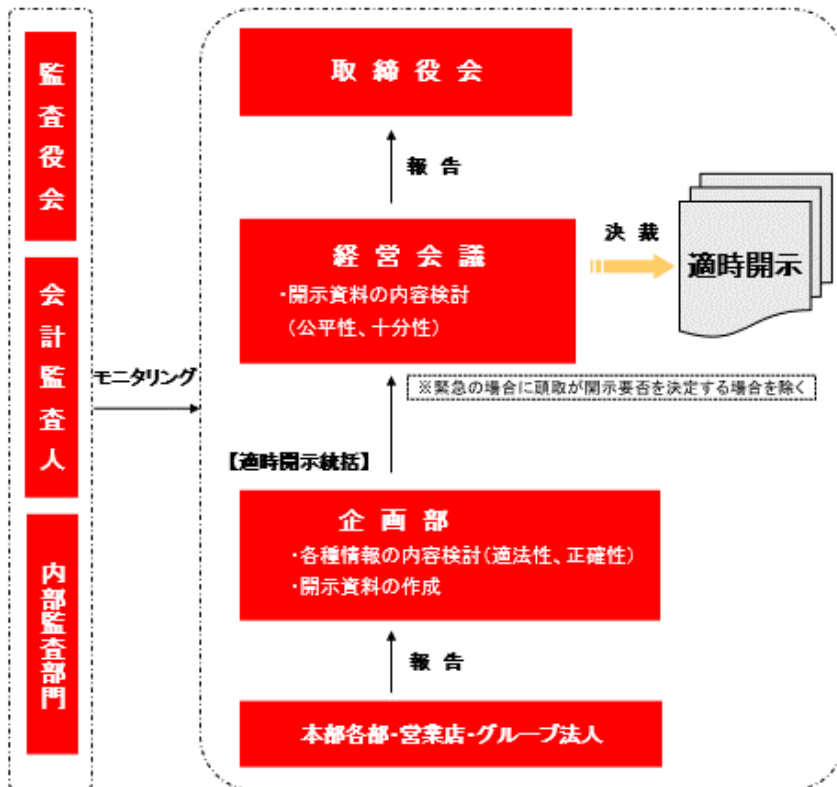 監査役会
会計監査人
内部監査部門
モニタリング
取締役会
報告
経営会議
・開示資料の内容検討
(公平性、十分性)
決裁
適時開示
※緊急の場合に頭取が開示要否を決定する場合を除く
【適時開示統括】
企画部
・各種情報の内容検討(適法性、正確性)
・開示資料の作成
報告
本部各部・営業店・グループ法人